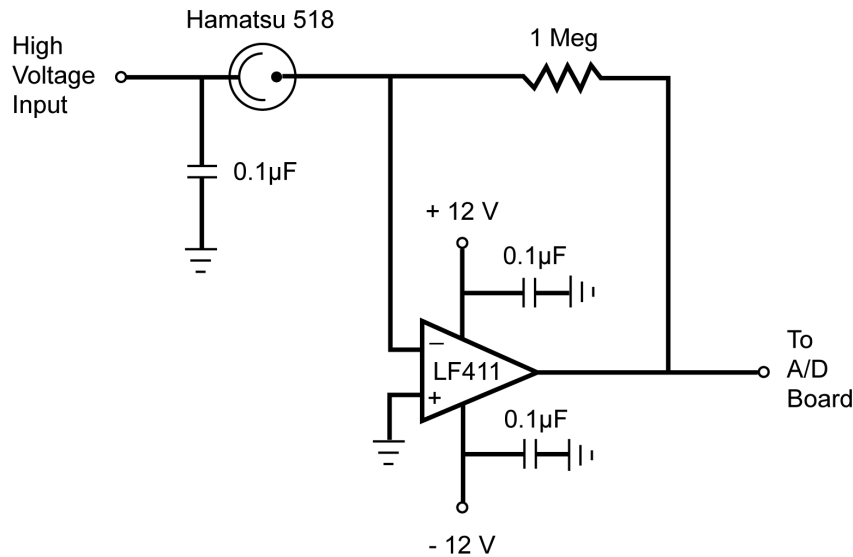 Hamatsu 518
High
Voltage
Input
1 Meg
0.1µF
+ 12 V
0.1µF
−
LF411
+
To
A/D
Board
0.1µF
- 12 V